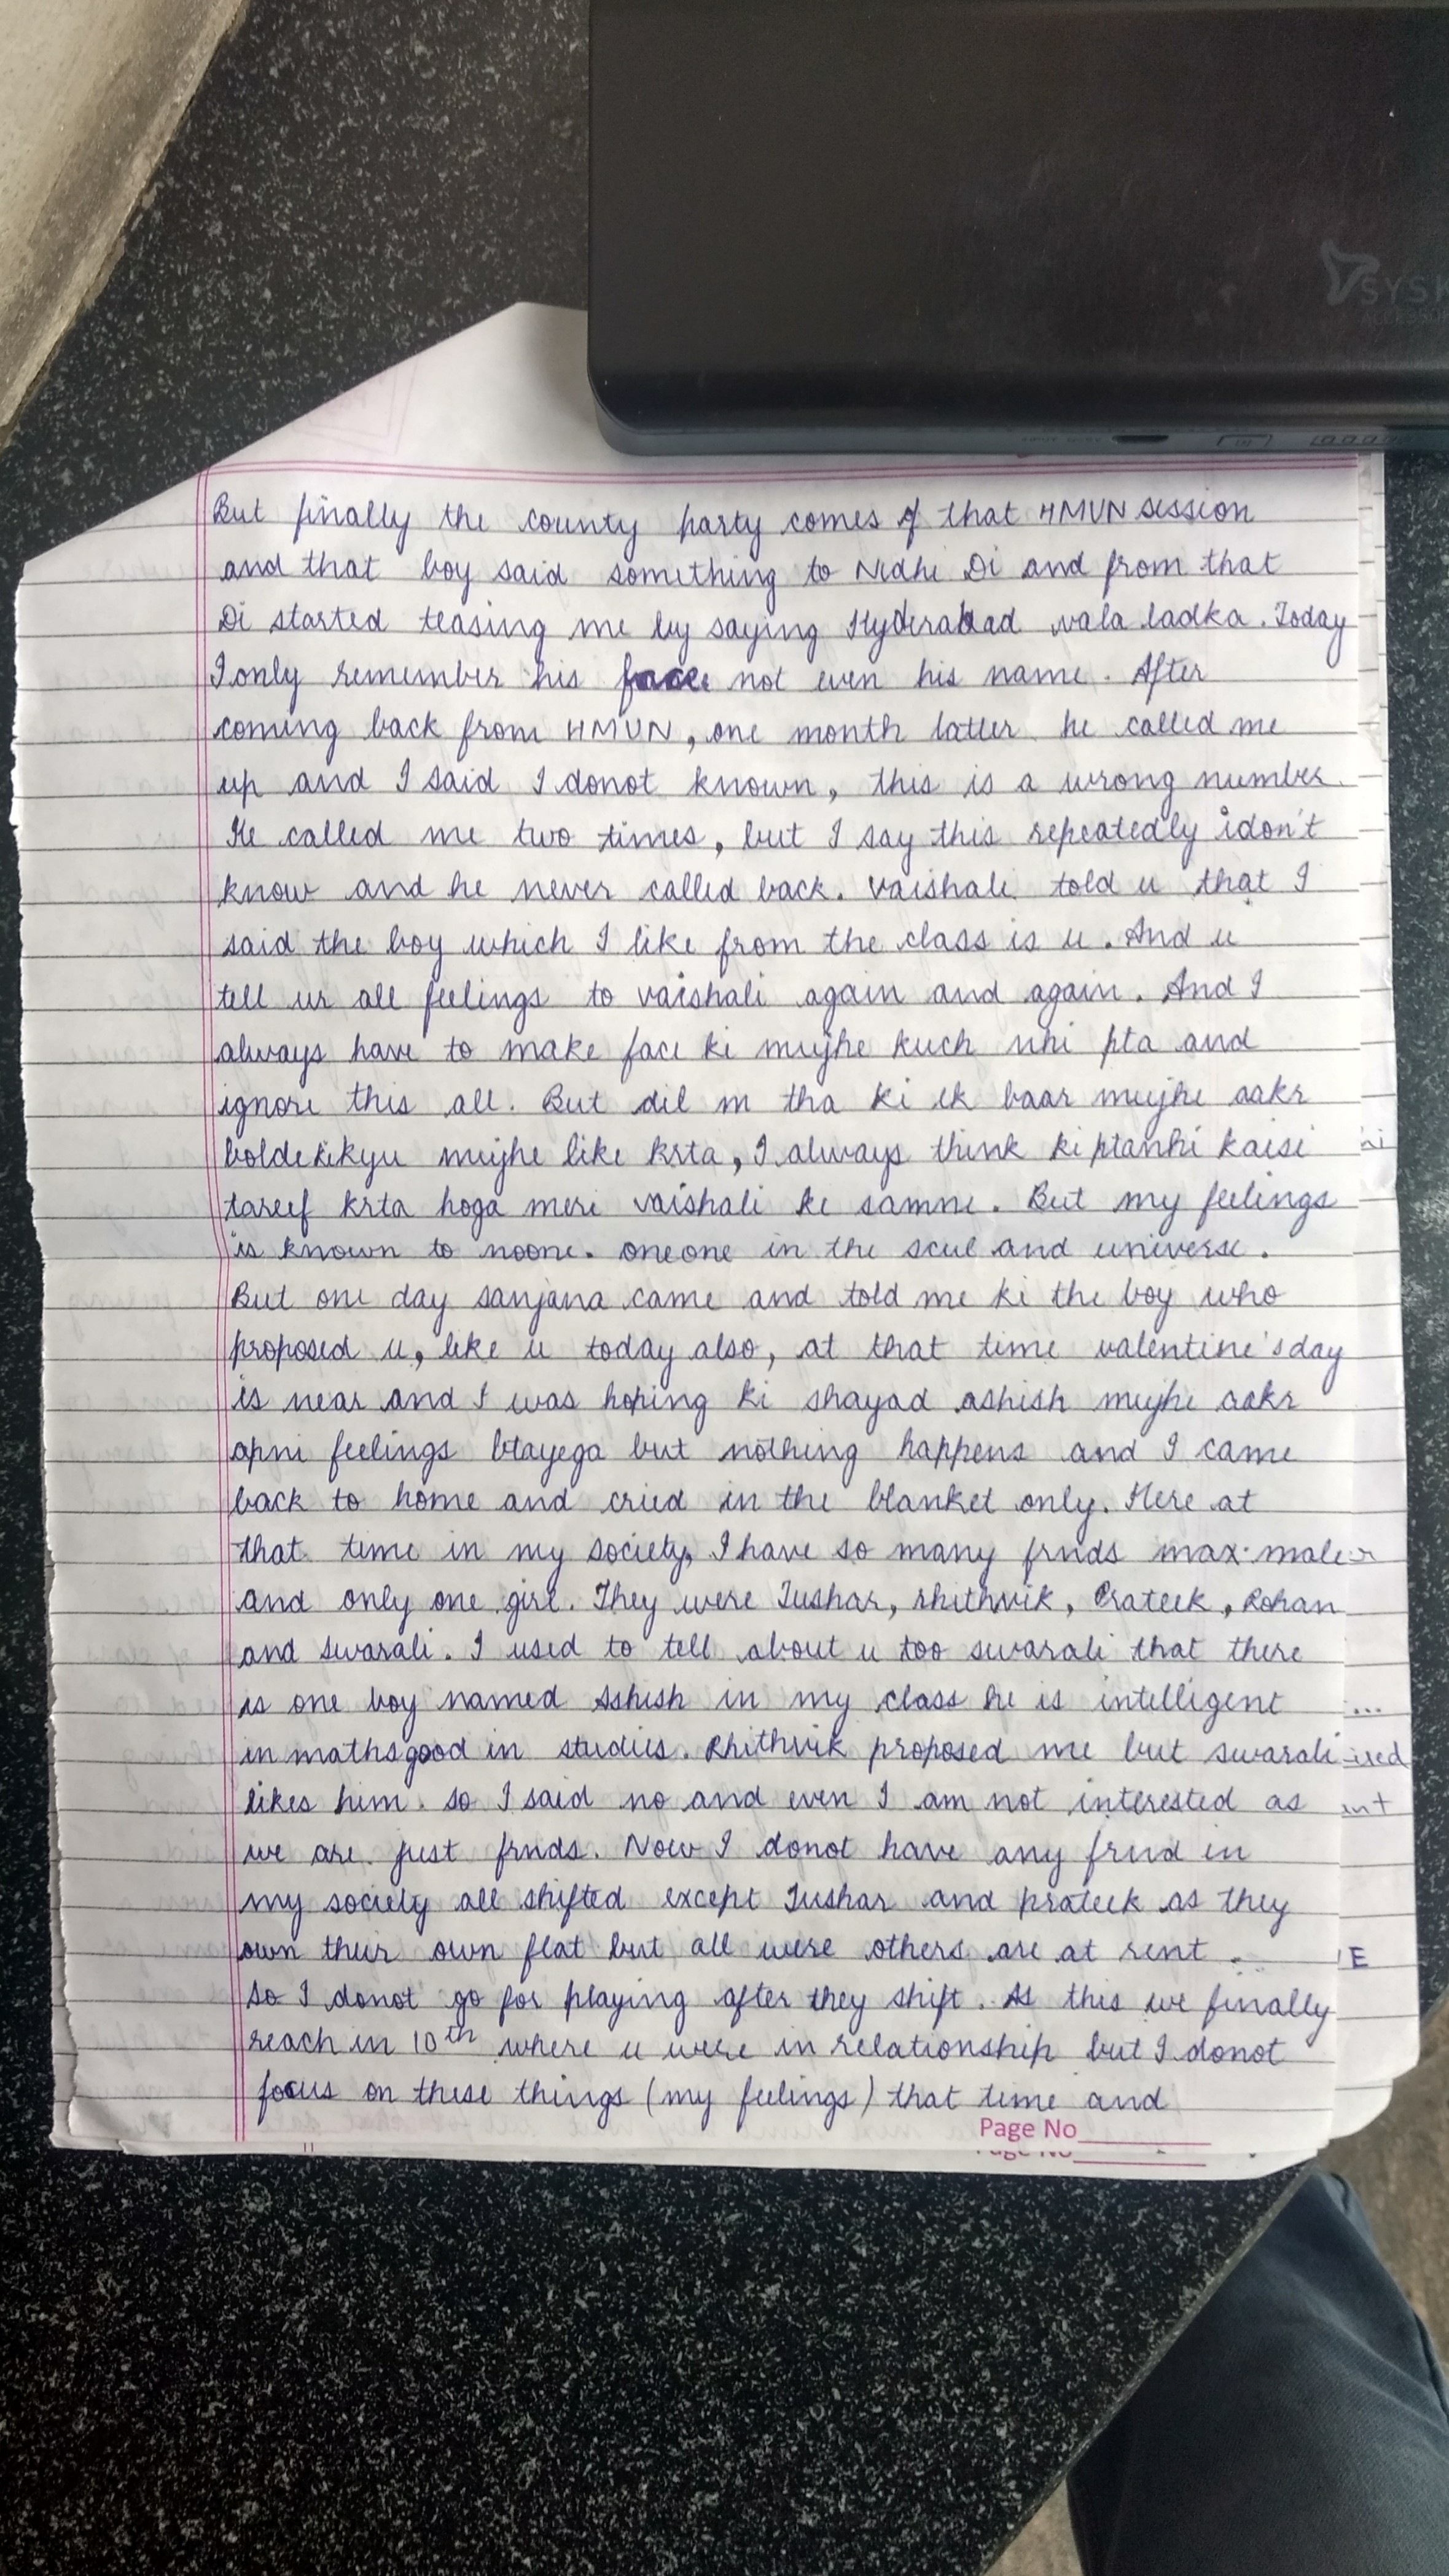 SYSK
ACCESSO
But finally the county party comes of that HMUN session
and that boy said something to Nidhi Di and from that
Di started teasing me by saying Hyderabad vala ladka. Today
I only remember his face not even his name. After
coming back from HMUN, one month latter he called me
up and I said I donot known, this is a wrong number
He called me two times, but I say this repeatedly i don't
know and he never called back. Vaishali told u that I
said the boy which I like from the class is u. And u
tell ur all feelings to vaishali again and again. And I
always have to make face ki mujhe kuch nhi pta and
ignore this all. But dil m tha ki ek baar mujhe aakr
bolde kikyu mujhe like krta, I always think ki ptanhi kaisi
tareef krta hoga meri vaishali ke samne. But my feelings
is known to noone. oneone in the soul and universe.
But one day sanjana came and told me ki the boy who
proposed u, like u today also, at that time valentine's day
is near and I was hoping ki shayad ashish mujhe aakr
apni feelings btayega but nothing happens and I came
back to home and cried in the blanket only. Here at
that time in my society, I have so many frnds max. male
and only one girl. They were Tushar, rhithvik, Prateek, Rohan
and swarali. I used to tell about u too swarali that there
is one boy named Ashish in my class he is intelligent
in maths good in studies. Rhithvik proposed me but swarali
likes him. so I said no and even I am not interested as
we are just frnds. Now I donot have any frnd in
my society all shifted except Tushar and prateek as they
own their own flat but all were others are at rent.
So I donot go for playing after they shift. As this we finally
reach in 10th where u were in relationship but I donot
focus on these things (my feelings) that time and
Page No
Page No